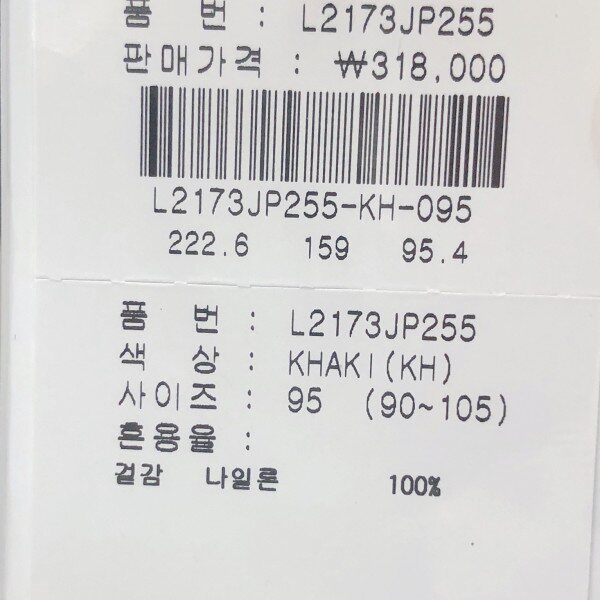 품 번 : L2173JP255
판매가격 : ₩318,000
L2173JP255-KH-095
222.6 159 95.4
품 번 : L2173JP255
색 상 : KHAKI(KH)
사이즈 : 95 (90~105)
혼용율 :
겉감 나일론 100%